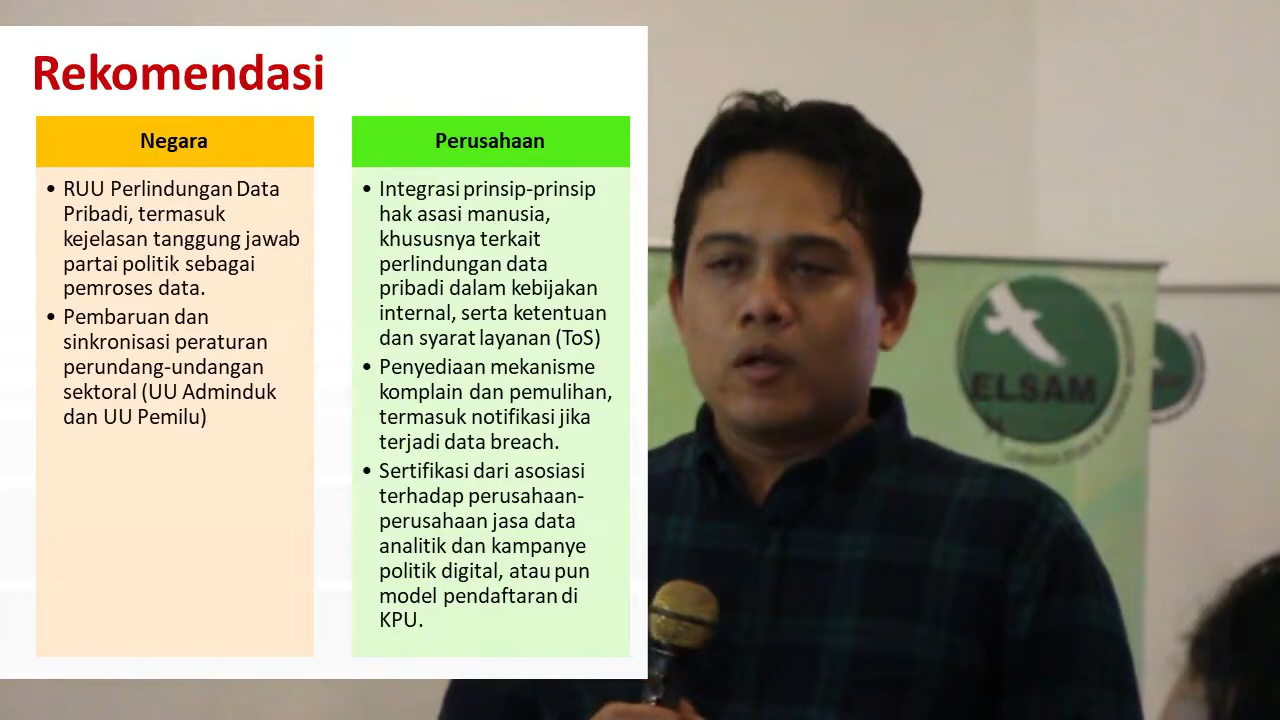 Rekomendasi
Negara
• RUU Perlindungan Data
Pribadi, termasuk
kejelasan tanggung jawab
partai politik sebagai
pemroses data.
• Pembaruan dan
sinkronisasi peraturan
perundang-undangan
sektoral (UU Adminduk
dan UU Pemilu)
Perusahaan
• Integrasi prinsip-prinsip
hak asasi manusia,
khususnya terkait
perlindungan data
pribadi dalam kebijakan
internal, serta ketentuan
dan syarat layanan (ToS)
• Penyediaan mekanisme
komplain dan pemulihan,
termasuk notifikasi jika
terjadi data breach.
• Sertifikasi dari asosiasi
terhadap perusahaan-
perusahaan jasa data
analitik dan kampanye
politik digital, atau pun
model pendaftaran di
KPU.
ELSAM